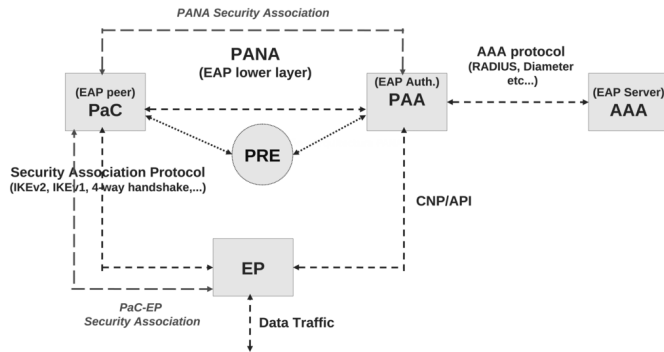 PANA Security Association
PANA
(EAP lower layer)
AAA protocol
(RADIUS, Diameter
etc...)
(EAP peer)
PaC
(EAP Auth.)
PAA
(EAP Server)
AAA
PRE
Security Association Protocol
(IKEv2, IKEv1, 4-way handshake,...)
CNP/API
EP
PaC-EP
Security Association
Data Traffic